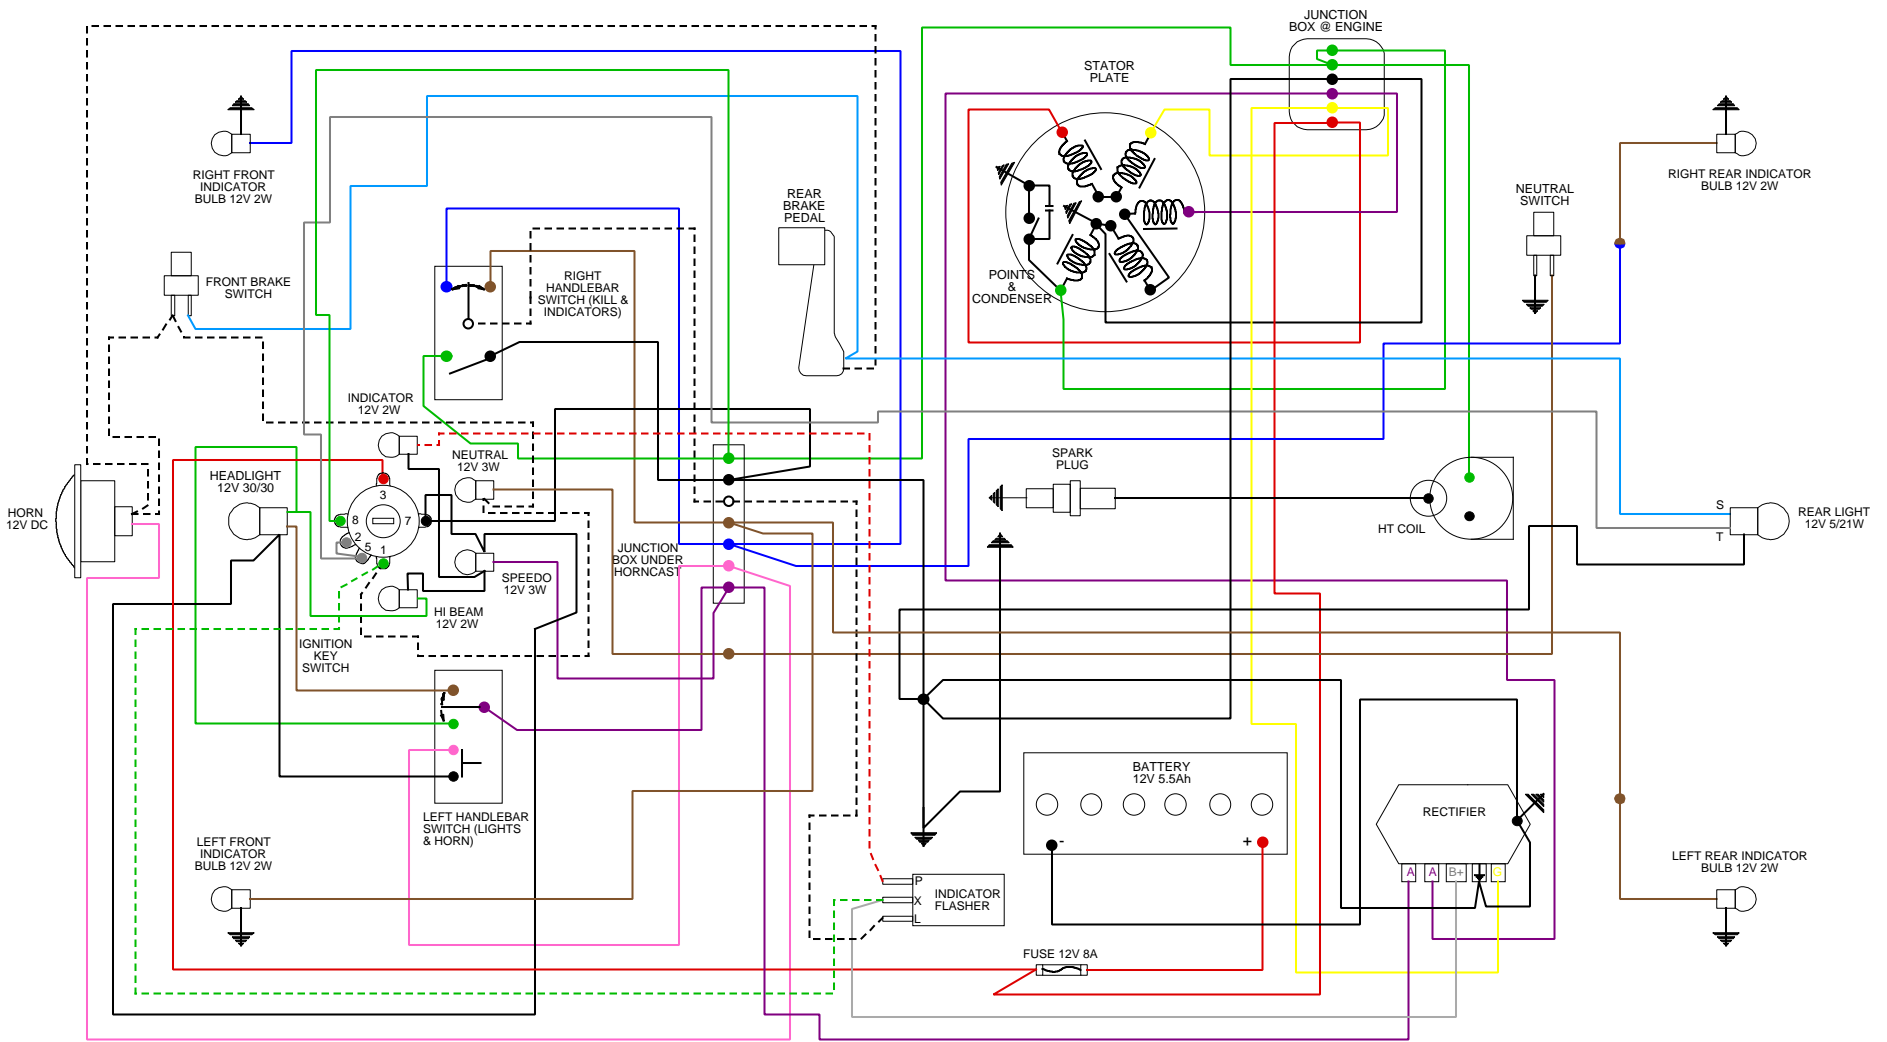 JUNCTION
BOX @ ENGINE
STATOR
PLATE
RIGHT FRONT
INDICATOR
BULB 12V 2W
REAR
BRAKE
PEDAL
NEUTRAL
SWITCH
RIGHT REAR INDICATOR
BULB 12V 2W
FRONT BRAKE
SWITCH
RIGHT
HANDLEBAR
SWITCH (KILL &
INDICATORS)
POINTS
&
CONDENSER
INDICATOR
12V 2W
NEUTRAL
12V 3W
SPARK
PLUG
HEADLIGHT
12V 30/30
HORN
12V DC
3
8
7
2
5
1
HT COIL
S
T
REAR LIGHT
12V 5/21W
JUNCTION
BOX UNDER
HORNCAST
SPEEDO
12V 3W
HI BEAM
12V 2W
IGNITION
KEY
SWITCH
BATTERY
12V 5.5Ah
-
+
RECTIFIER
A
A
B+
G
LEFT HANDLEBAR
SWITCH (LIGHTS
& HORN)
LEFT FRONT
INDICATOR
BULB 12V 2W
LEFT REAR INDICATOR
BULB 12V 2W
P
X
L
INDICATOR
FLASHER
FUSE 12V 8A